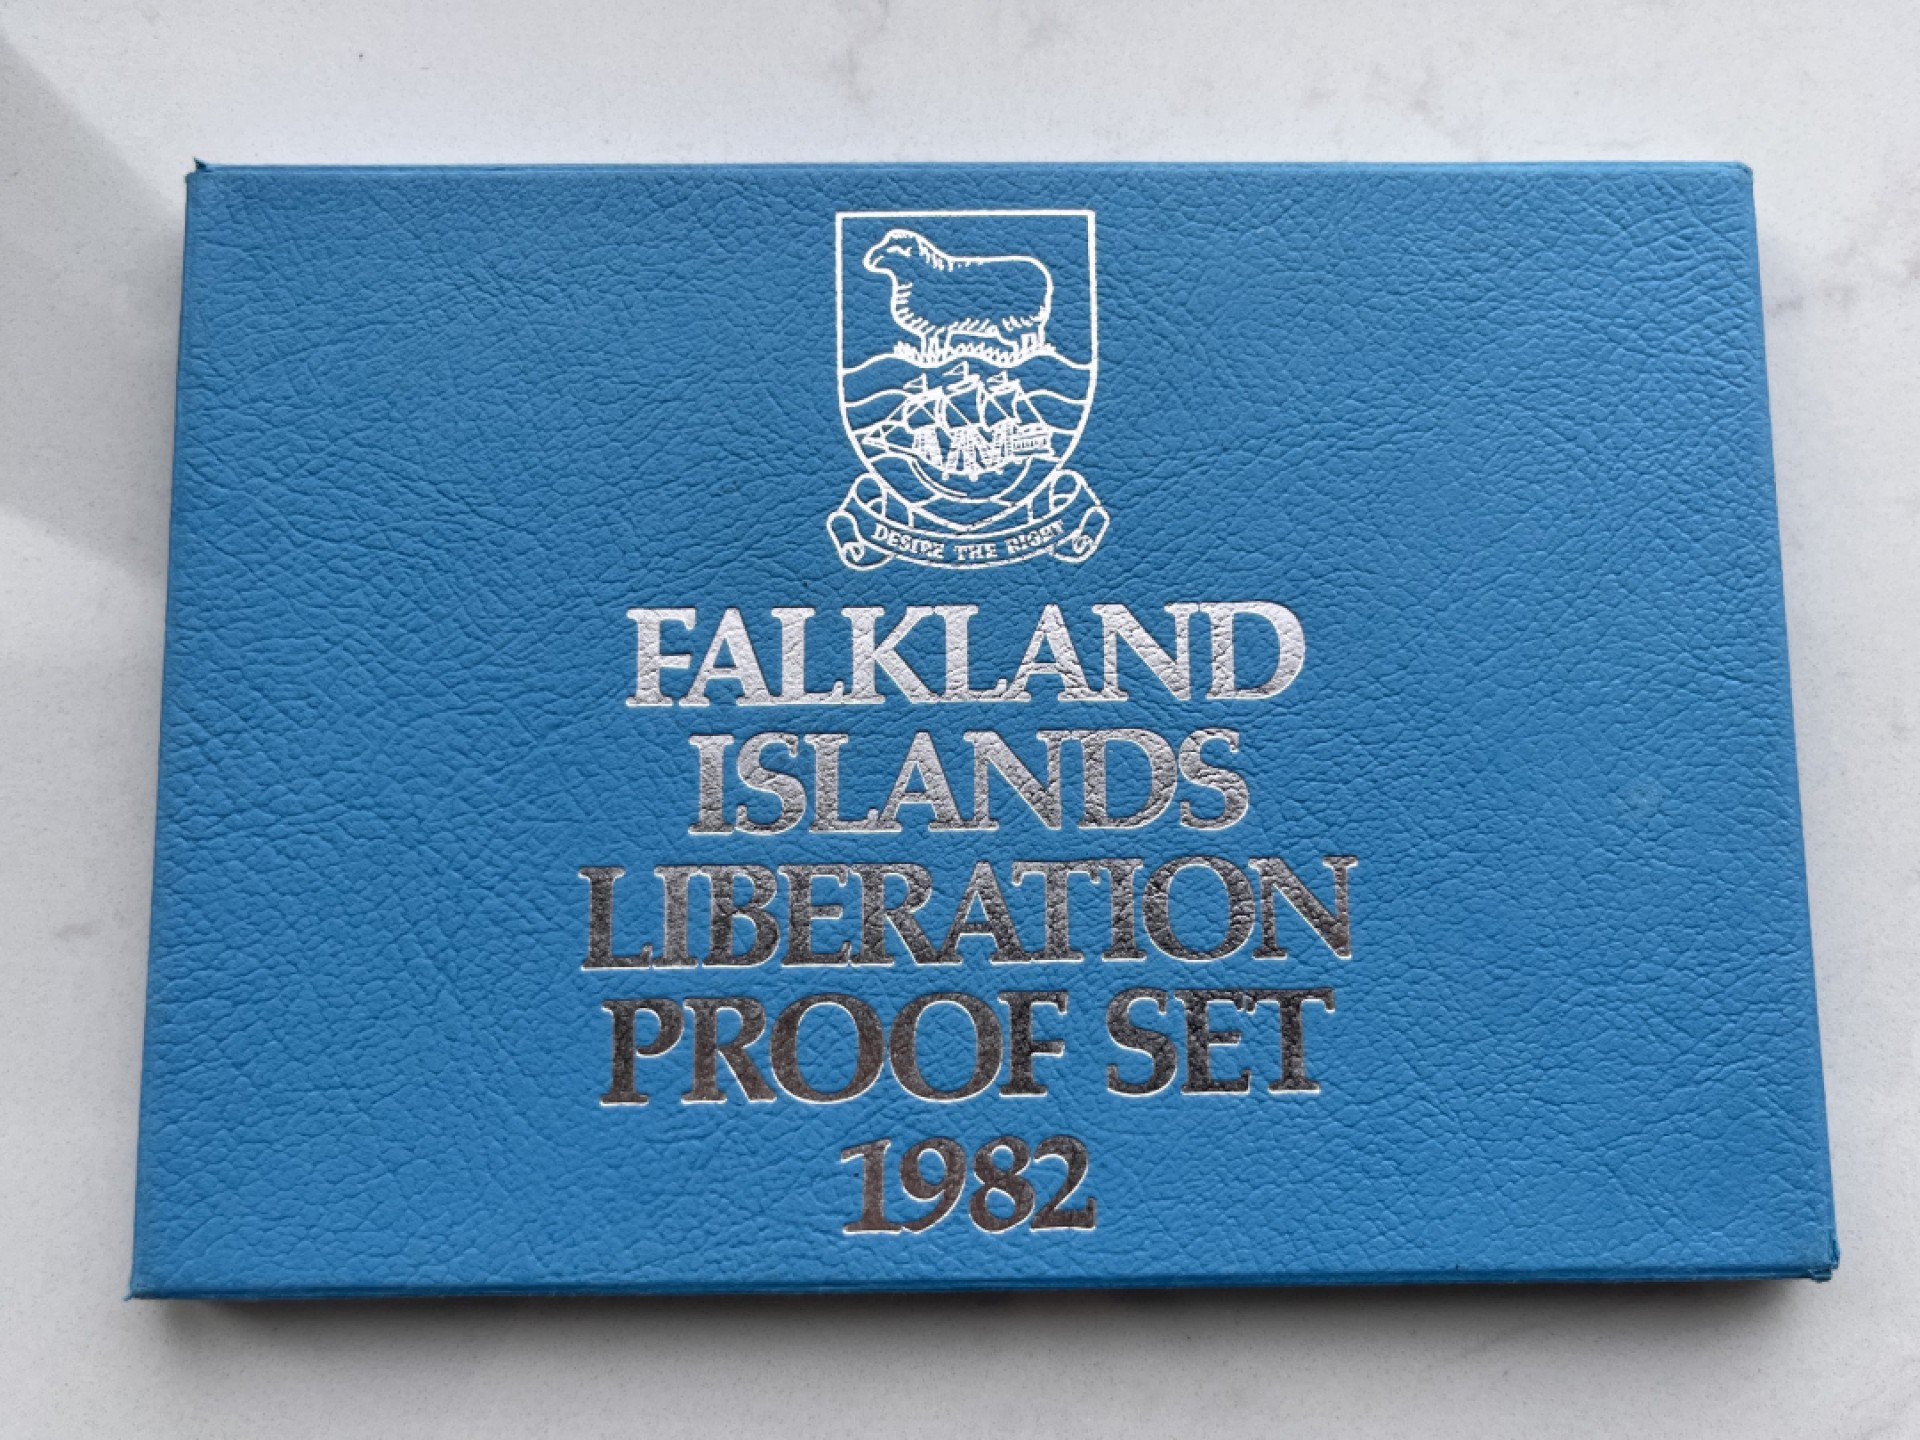 DESIRE THE RIGHT
FALKLAND
ISLANDS
LIBERATION
PROOF SET
1982